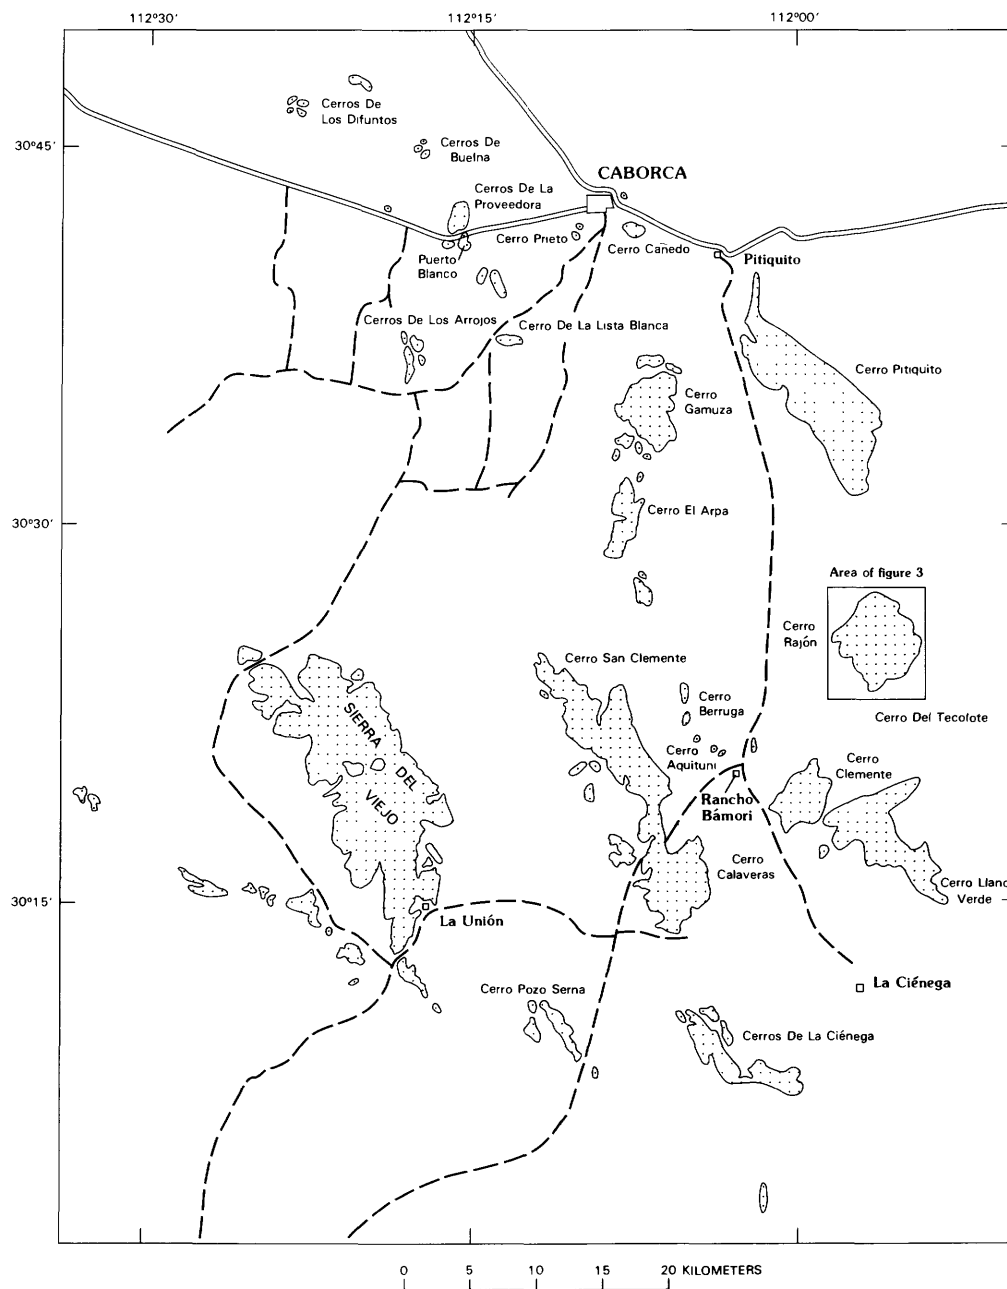 112°30'
112°15'
112°00'
Cerros De
Los Difuntos
30°45'
Cerros De
Buelna
CABORCA
Cerros De La
Proveedora
Cerro Prieto
Cerro Cañedo
Puerto
Blanco
Pitiquito
Cerros De Los Arrojos
Cerro De La Lista Blanca
Cerro Pitiquito
Cerro
Gamuza
30°30'
Cerro El Arpa
Area of figure 3
Cerro
Rajón
Cerro San Clemente
Cerro
Berruga
Cerro Del Tecolote
SIERRA
DEL
VIEJO
Cerro
Aquituni
Cerro
Clemente
Rancho
Bámori
Cerro
Calaveras
Cerro Llano
Verde
30°15'
La Unión
La Ciénega
Cerro Pozo Serna
Cerros De La Ciénega
0 5 10 15 20 KILOMETERS